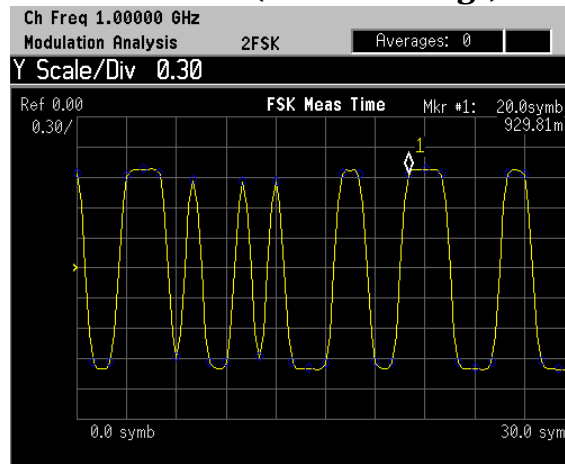 Ch Freq 1.00000 GHz
Modulation Analysis 2FSK Averages: 0
Y Scale/Div 0.30
Ref 0.00 FSK Meas Time Mkr #1: 20.0symb
0.30/ 929.81m
1
0.0 symb 30.0 sym